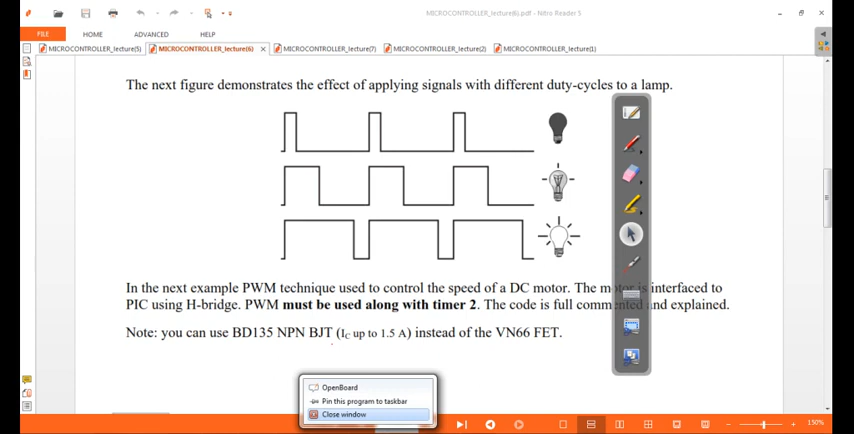 MICROCONTROLLER_lecture(6).pdf - Nitro Reader 5
FILE HOME ADVANCED HELP
MICROCONTROLLER_lecture(5) MICROCONTROLLER_lecture(6) MICROCONTROLLER_lecture(7) MICROCONTROLLER_lecture(2) MICROCONTROLLER_lecture(1)
The next figure demonstrates the effect of applying signals with different duty-cycles to a lamp.
In the next example PWM technique used to control the speed of a DC motor. The motor is interfaced to
PIC using H-bridge. PWM must be used along with timer 2. The code is full commented and explained.
Note: you can use BD135 NPN BJT (IC up to 1.5 A) instead of the VN66 FET.
OpenBoard
Pin this program to taskbar
Close window
150%